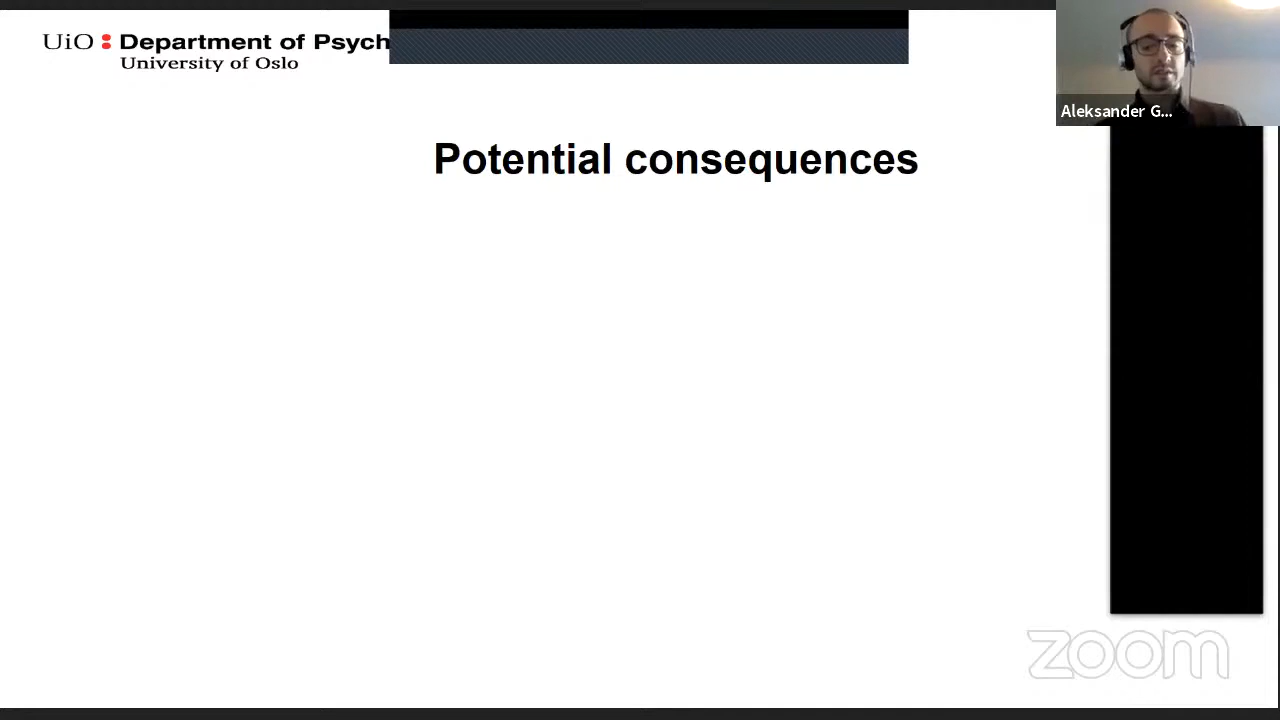 UiO : Department of Psych
University of Oslo
Aleksander G...
Potential consequences
zoom